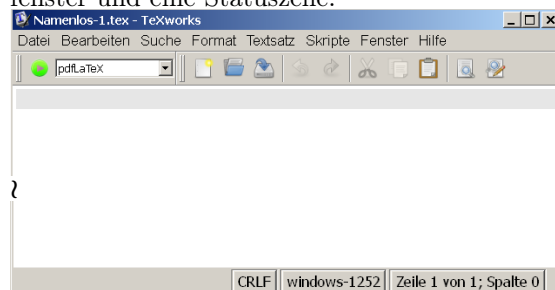 fenster und eine Statuszeile.
Namenlos-1.tex - TeXworks
Datei Bearbeiten Suche Format Textsatz Skripte Fenster Hilfe
pdfLaTeX
CRLF windows-1252 Zeile 1 von 1; Spalte 0